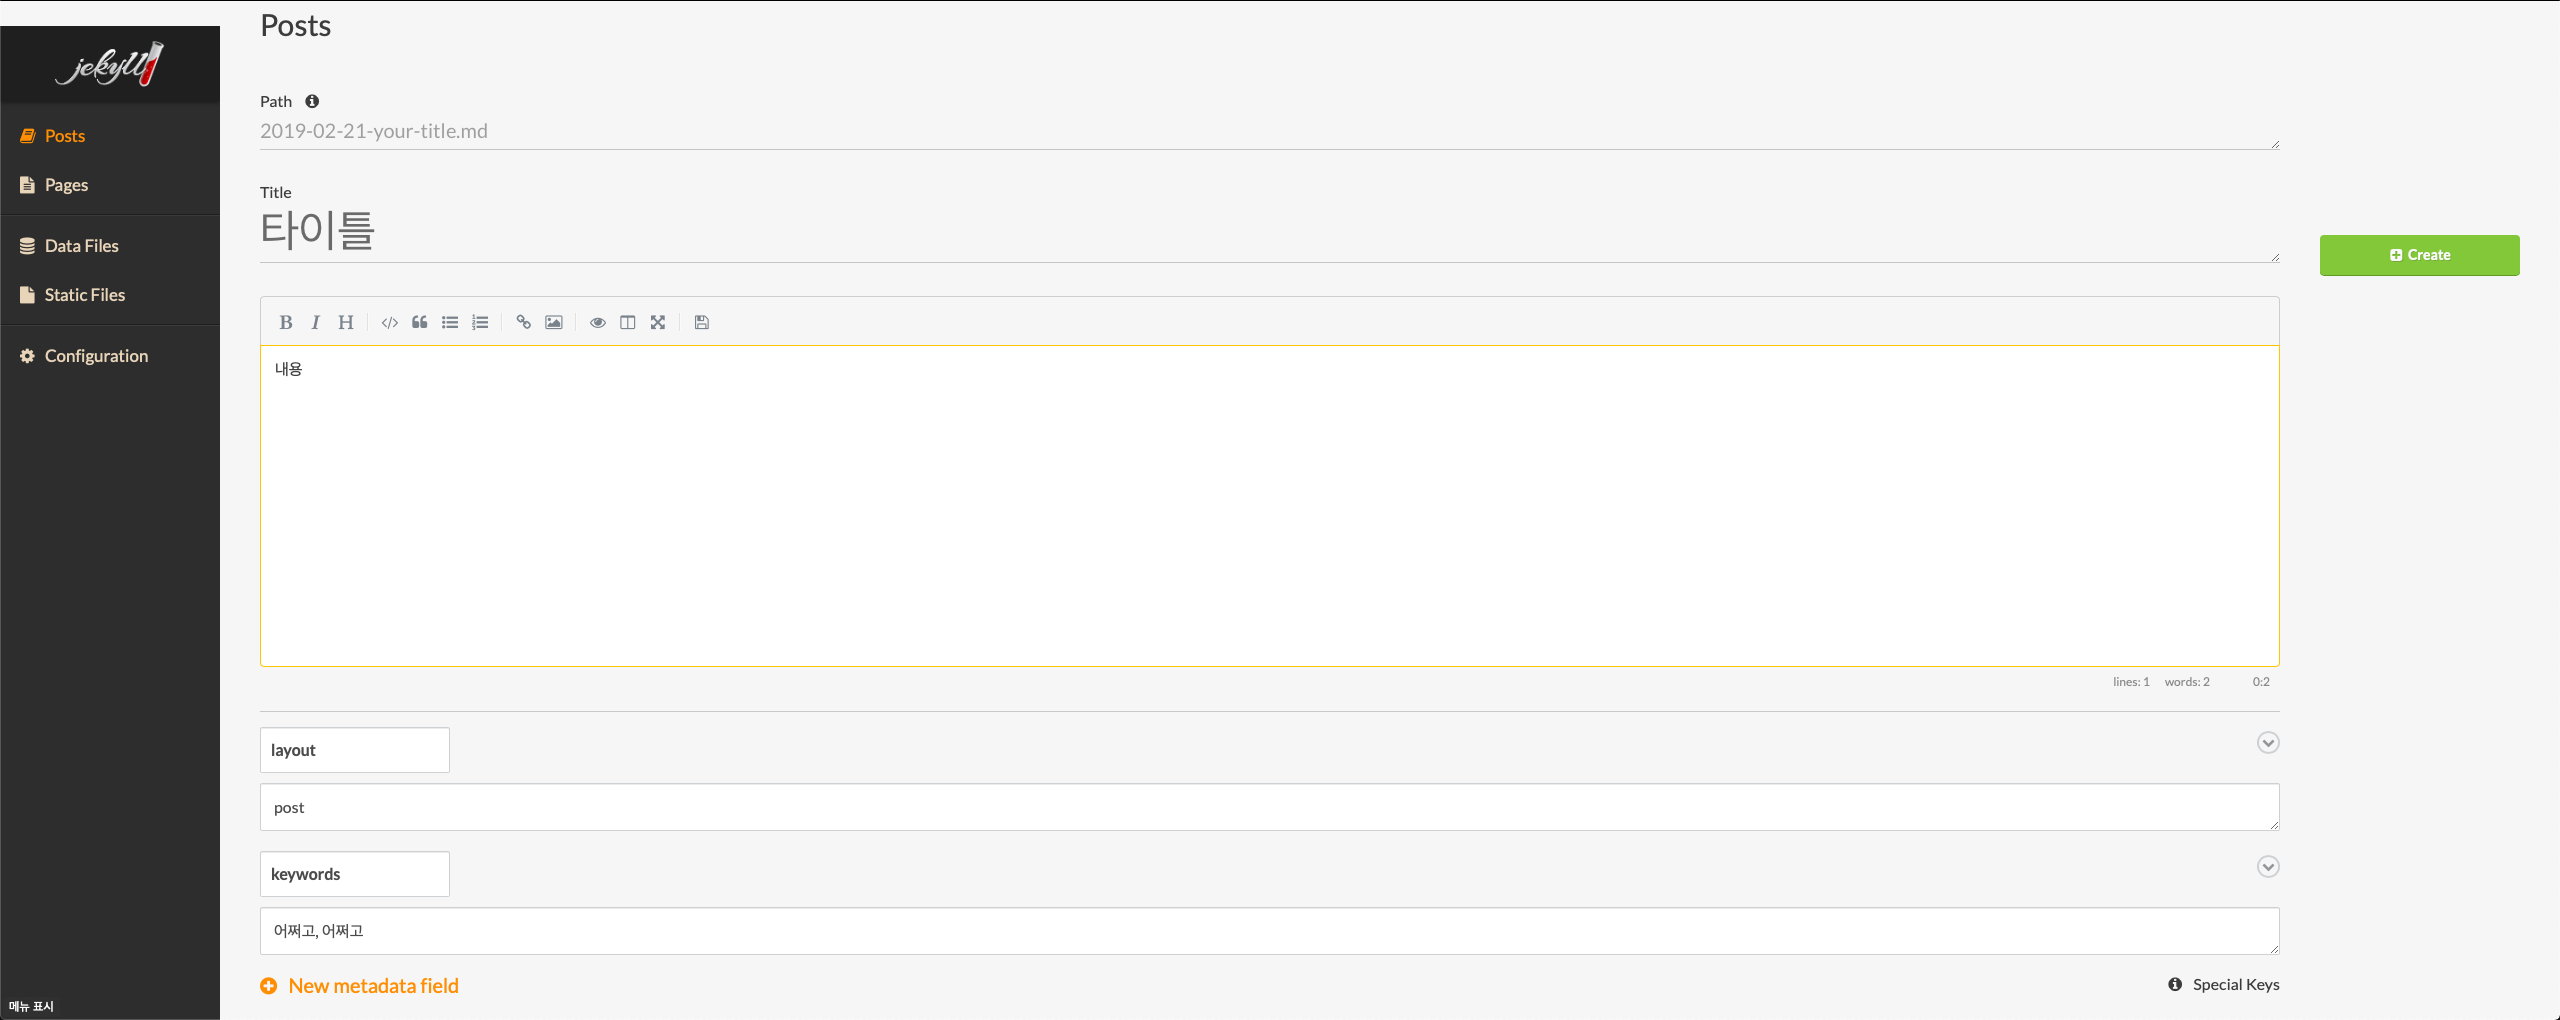 Posts
jekyll
Posts
Pages
Data Files
Static Files
Configuration
메뉴 표시
Path
2019-02-21-your-title.md
Title
타이틀
Create
B I H
내용
lines: 1 words: 2 0:2
layout
post
keywords
어쩌고, 어쩌고
New metadata field
Special Keys